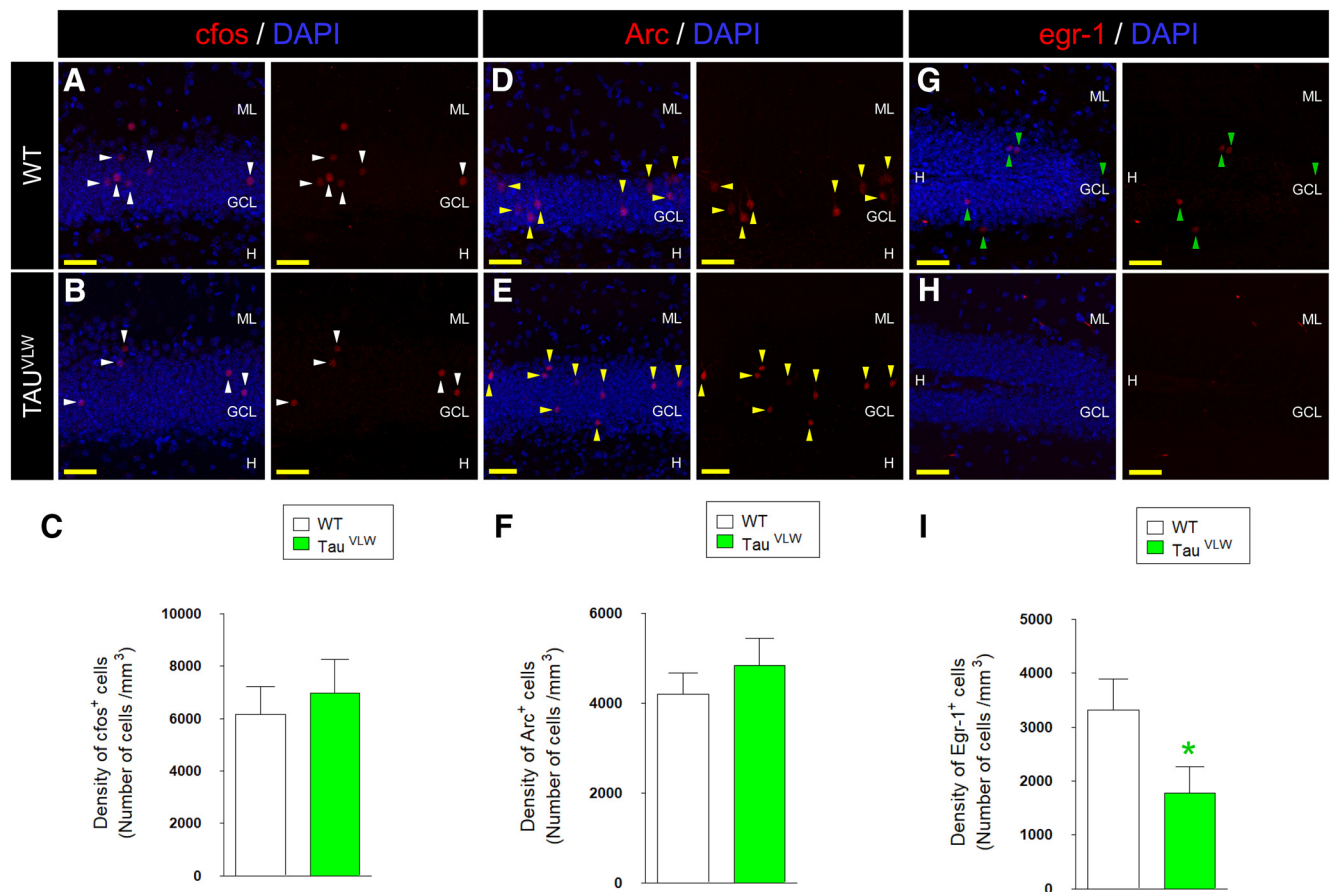 cfos / DAPI
Arc / DAPI
egr-1 / DAPI
WT
A
ML
GCL
H
ML
GCL
H
D
ML
GCL
H
ML
GCL
H
G
ML
H
GCL
ML
H
GCL
TAU^VLW
B
ML
GCL
H
ML
GCL
H
E
ML
GCL
H
ML
GCL
H
H
ML
H
GCL
ML
H
GCL
C
WT
Tau^VLW
Density of cfos⁺ cells
(Number of cells /mm³)
10000
8000
6000
4000
2000
0
F
WT
Tau^VLW
Density of Arc⁺ cells
(Number of cells /mm³)
6000
4000
2000
0
I
WT
Tau^VLW
Density of Egr-1⁺ cells
(Number of cells /mm³)
5000
4000
3000
2000
1000
0
*